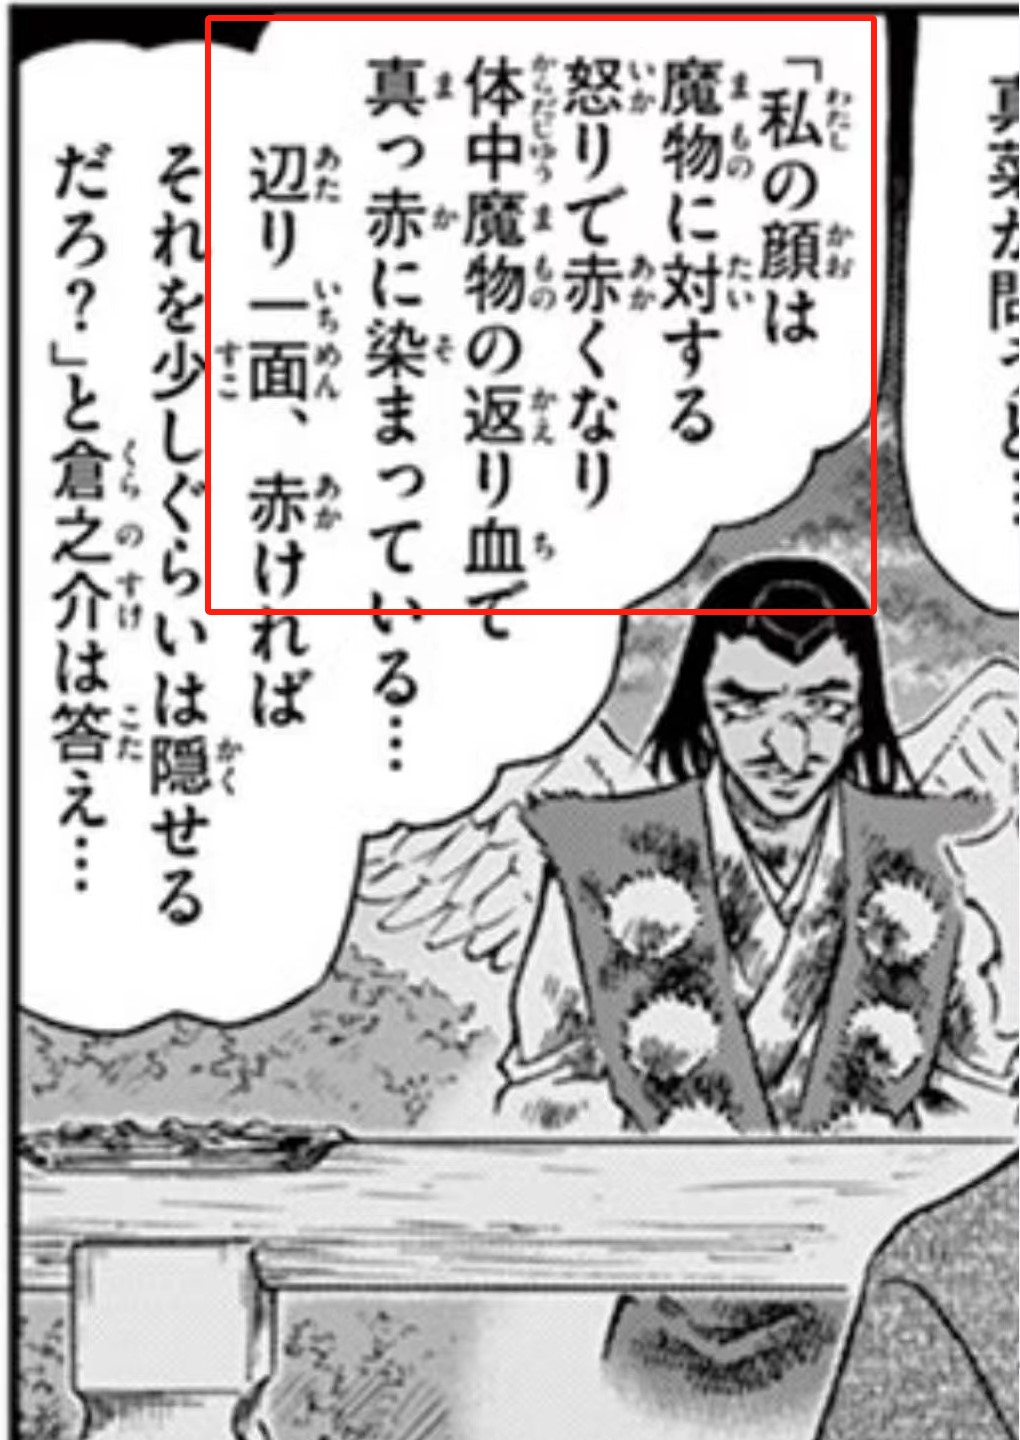 「私の顔は
魔物に対する
怒りで赤くなり
体中魔物の返り血で
真っ赤に染まっている…
辺り一面、赤ければ
それを少しぐらいは隠せる
だろ？」と倉之介は答え…